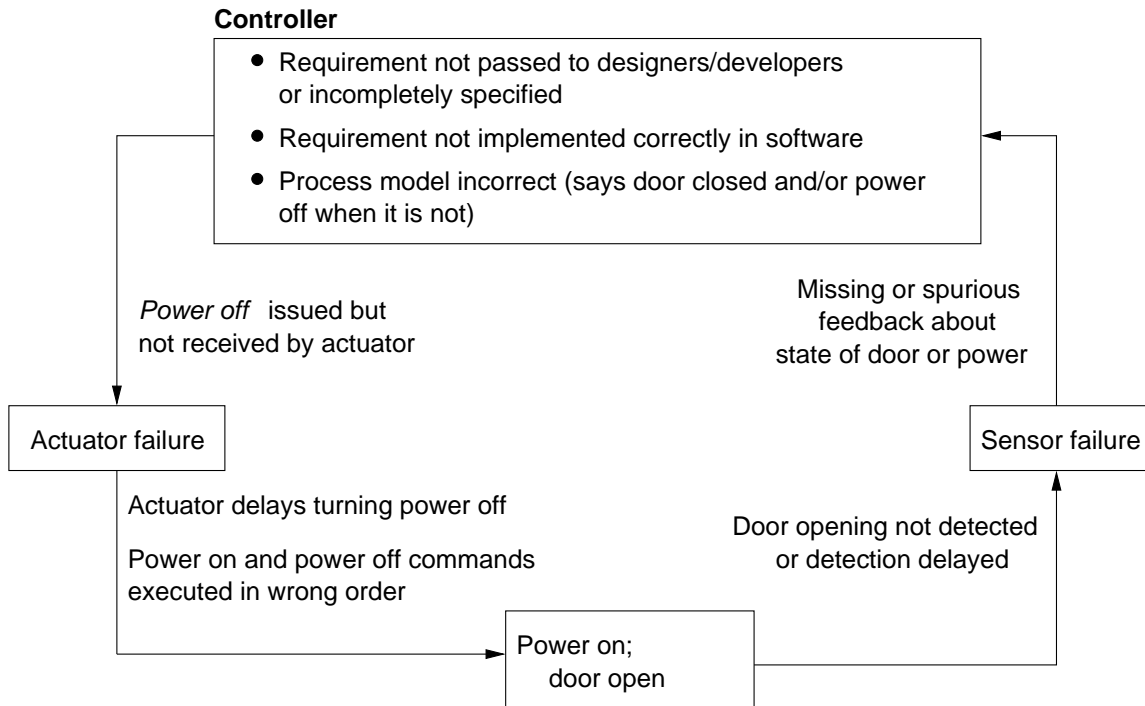 Controller
• Requirement not passed to designers/developers
or incompletely specified
• Requirement not implemented correctly in software
• Process model incorrect (says door closed and/or power
off when it is not)
Power off issued but
not received by actuator
Missing or spurious
feedback about
state of door or power
Actuator failure
Sensor failure
Actuator delays turning power off
Power on and power off commands
executed in wrong order
Door opening not detected
or detection delayed
Power on;
door open